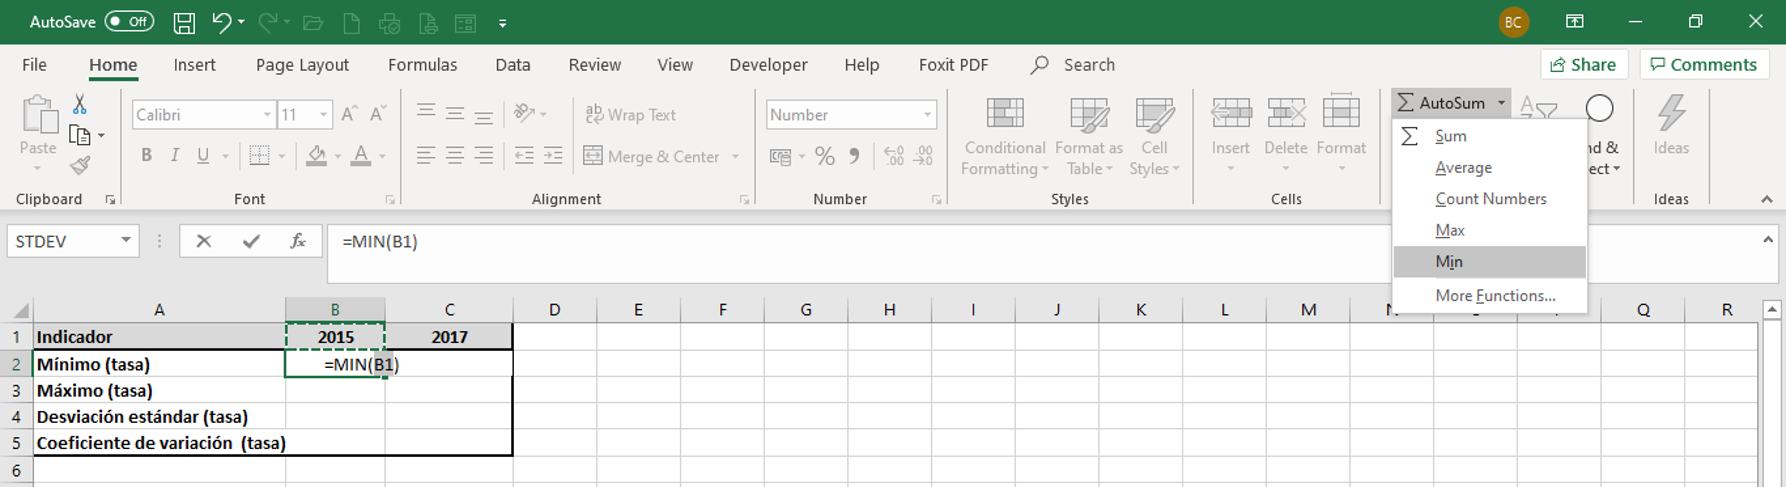 AutoSave Off BC
File Home Insert Page Layout Formulas Data Review View Developer Help Foxit PDF Search Share Comments
Paste
Calibri 11
B I U A
ab Wrap Text
Merge & Center
Number
% 9
Conditional Formatting
Format as Table
Cell Styles
Insert Delete Format
Σ AutoSum
Σ Sum
Average
Count Numbers
Max
Min
More Functions...
Ideas
Clipboard Font Alignment Number Styles Cells Ideas
STDEV fx =MIN(B1)
A B C D E F G H I J K L M Q R
1 Indicador 2015 2017
2 Mínimo (tasa) =MIN(B1)
3 Máximo (tasa)
4 Desviación estándar (tasa)
5 Coeficiente de variación (tasa)
6